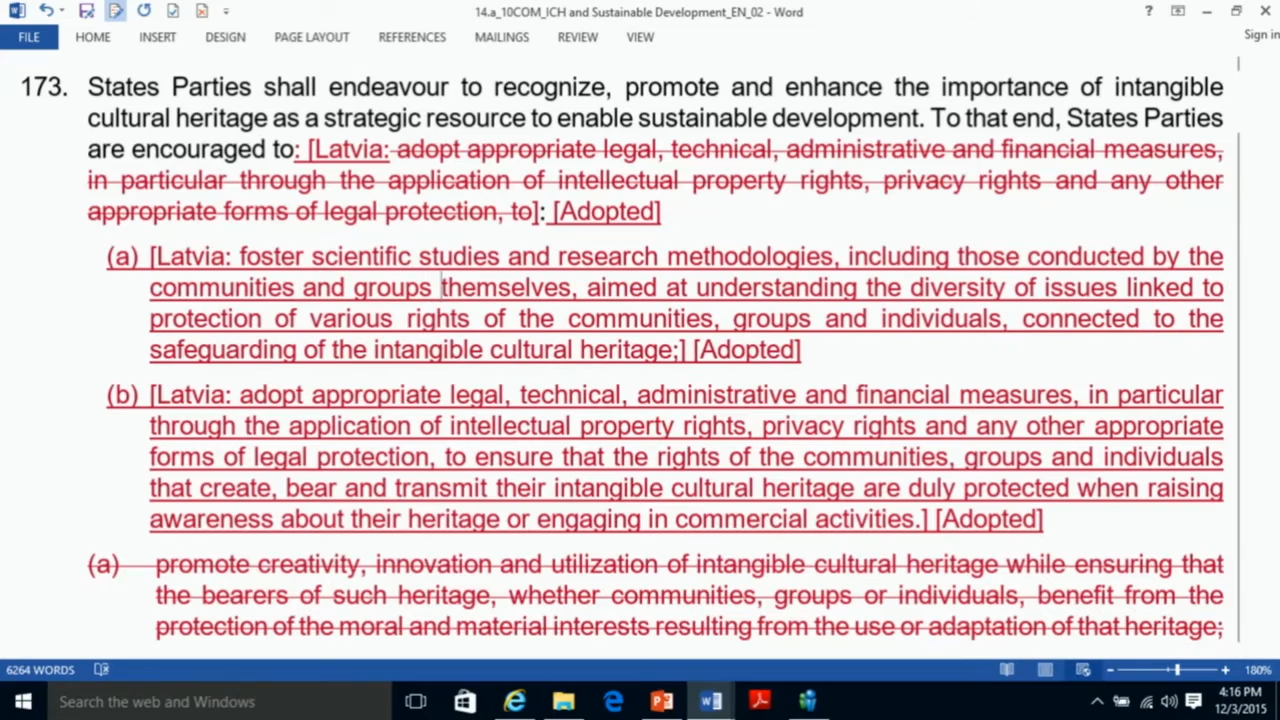 14.a_10COM_ICH and Sustainable Development_EN_02 - Word
?
FILE HOME INSERT DESIGN PAGE LAYOUT REFERENCES MAILINGS REVIEW VIEW
Sign in
173. States Parties shall endeavour to recognize, promote and enhance the importance of intangible
cultural heritage as a strategic resource to enable sustainable development. To that end, States Parties
are encouraged to: [Latvia: adopt appropriate legal, technical, administrative and financial measures,
in particular through the application of intellectual property rights, privacy rights and any other
appropriate forms of legal protection, to]: [Adopted]
(a) [Latvia: foster scientific studies and research methodologies, including those conducted by the
communities and groups themselves, aimed at understanding the diversity of issues linked to
protection of various rights of the communities, groups and individuals, connected to the
safeguarding of the intangible cultural heritage;] [Adopted]
(b) [Latvia: adopt appropriate legal, technical, administrative and financial measures, in particular
through the application of intellectual property rights, privacy rights and any other appropriate
forms of legal protection, to ensure that the rights of the communities, groups and individuals
that create, bear and transmit their intangible cultural heritage are duly protected when raising
awareness about their heritage or engaging in commercial activities.] [Adopted]
(a) promote creativity, innovation and utilization of intangible cultural heritage while ensuring that
the bearers of such heritage, whether communities, groups or individuals, benefit from the
protection of the moral and material interests resulting from the use or adaptation of that heritage;
6264 WORDS
180%
Search the web and Windows
4:16 PM
12/3/2015